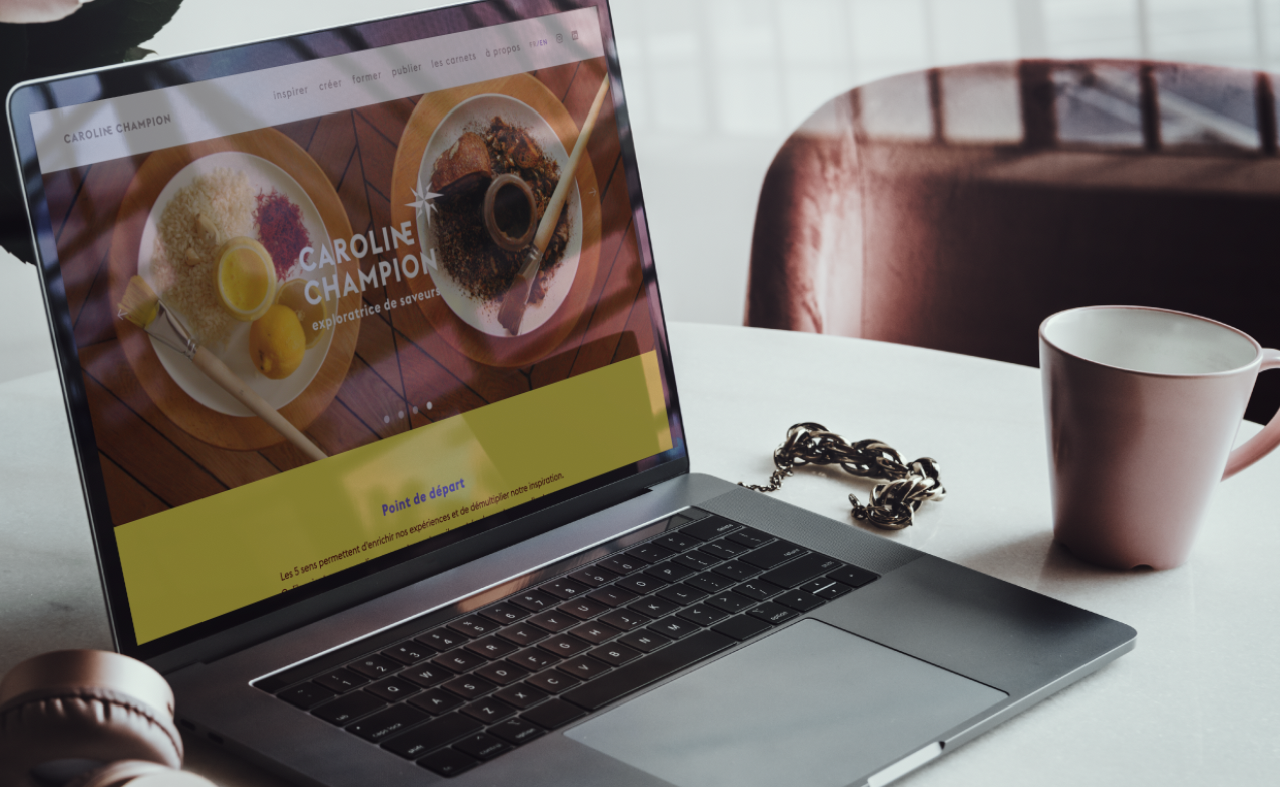 inspirer créer former publier les carnets à propos FR/EN
CAROLINE CHAMPION
CAROLINE
CHAMPION
exploratrice de saveurs
Point de départ
Les 5 sens permettent d'enrichir nos expériences et de démultiplier notre inspiration.